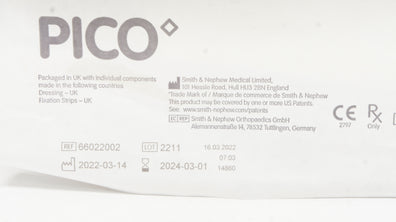 PICO
Packaged in UK with individual components
made in the following countries
Dressing – UK
Fixation Strips – UK
Smith & Nephew Medical Limited,
101 Hessle Road, Hull HU3 2BN England
*Trade Mark of / Marque de commerce de Smith & Nephew
This product may be covered by one or more US Patents.
See. www.smith-nephew.com/patents
EC REP Smith & Nephew Orthopaedics GmbH
Alemannenstraße 14, 78532 Tuttlingen, Germany
CE
2797
Rx
Only
REF 66022002
LOT 2211
16.03.2022
07:03
14860
2022-03-14
2024-03-01